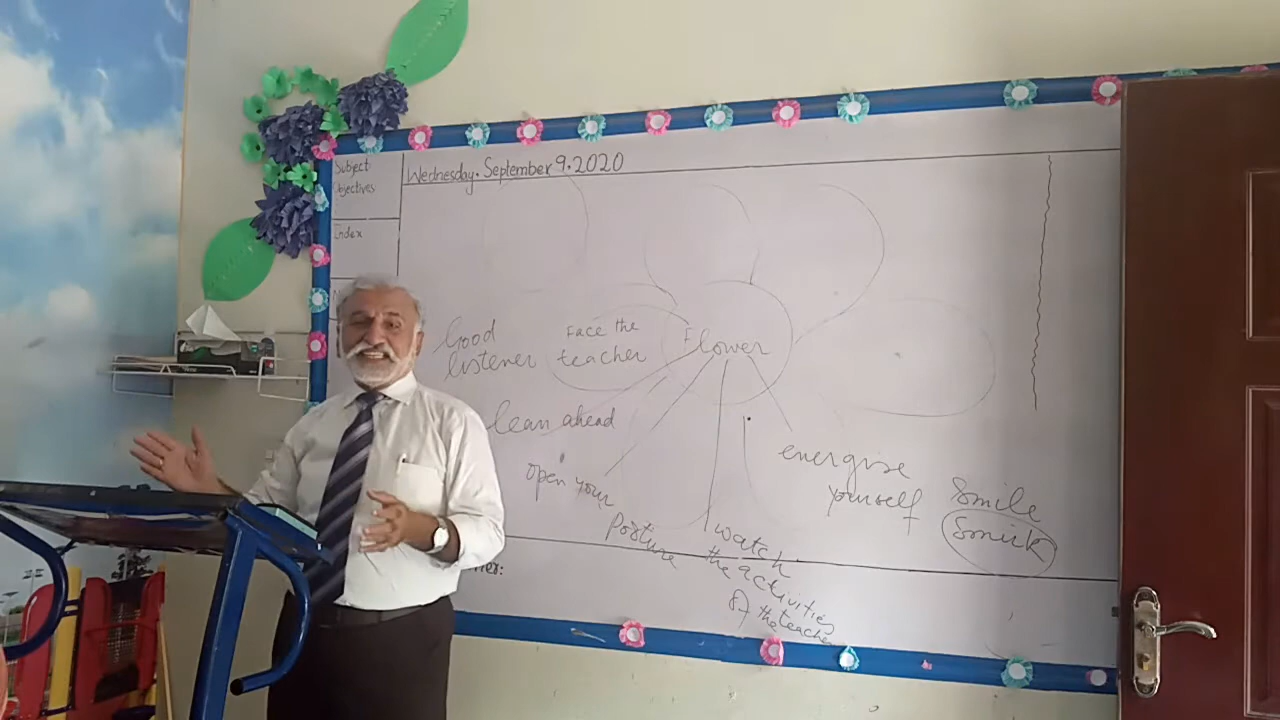 Subject
Objectives
Index
Wednesday. September 9.2020
Good
listener
Face the
teacher
Flower
lean ahead
open your
posture
watch
the activities
of the teacher
energise
yourself
Smile
Smirk